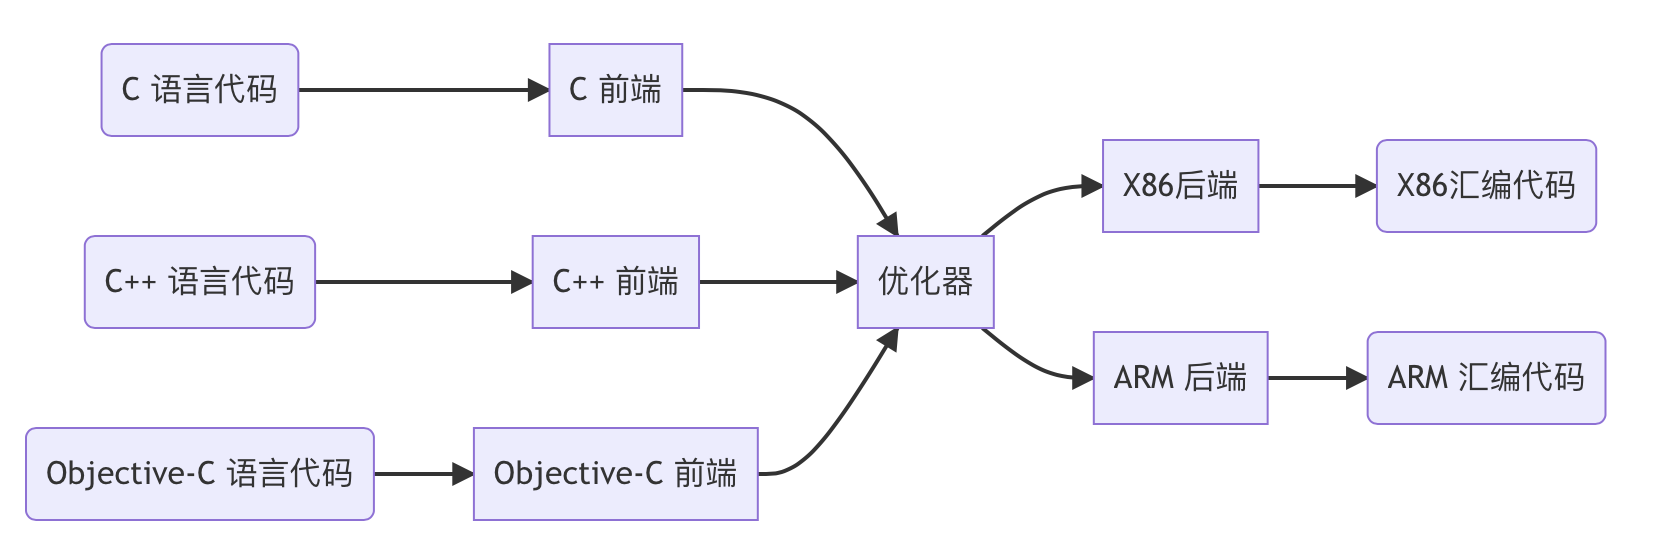 C 语言代码
C 前端
X86后端
X86汇编代码
C++ 语言代码
C++ 前端
优化器
ARM 后端
ARM 汇编代码
Objective-C 语言代码
Objective-C 前端